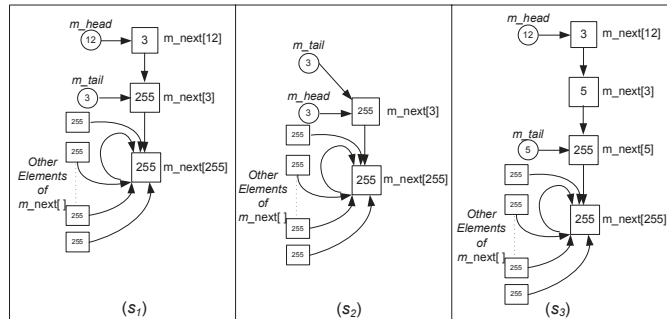 m_head
12
3
m_next[12]
m_tail
3
255
m_next[3]
255
255
255
m_next[255]
Other
Elements
of
m_next[ ]
255
255
(s1)
m_tail
3
m_head
3
255
m_next[3]
255
255
255
m_next[255]
Other
Elements
of
m_next[ ]
255
255
(s2)
m_head
12
3
m_next[12]
5
m_next[3]
m_tail
5
255
m_next[5]
255
255
255
m_next[255]
Other
Elements
of
m_next[ ]
255
255
(s3)